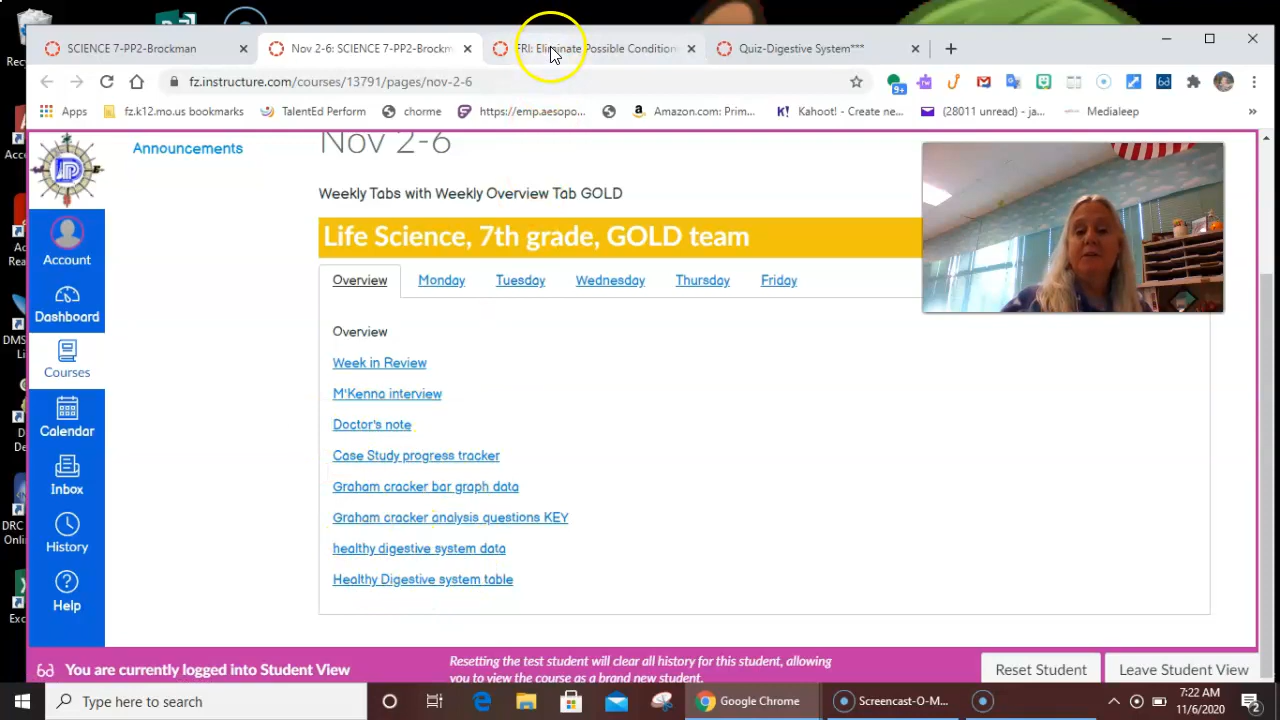 SCIENCE 7-PP2-Brockman
Nov 2-6: SCIENCE 7-PP2-Brockm
FRI: Eliminate Possible Condition
Quiz-Digestive System***
fz.instructure.com/courses/13791/pages/nov-2-6
9+
Apps
fz.k12.mo.us bookmarks
TalentEd Perform
chorme
https://emp.aesopo...
Amazon.com: Prim...
Kahoot! - Create ne...
(28011 unread) - ja...
Medialeep
Announcements
Nov 2-6
Weekly Tabs with Weekly Overview Tab GOLD
Life Science, 7th grade, GOLD team
Overview
Monday
Tuesday
Wednesday
Thursday
Friday
Overview
Week in Review
M'Kenna interview
Doctor's note
Case Study progress tracker
Graham cracker bar graph data
Graham cracker analysis questions KEY
healthy digestive system data
Healthy Digestive system table
Account
Dashboard
Courses
Calendar
Inbox
History
Help
You are currently logged into Student View
Resetting the test student will clear all history for this student, allowing
you to view the course as a brand new student.
Reset Student
Leave Student View
Type here to search
Google Chrome
Screencast-O-M...
7:22 AM
11/6/2020
2